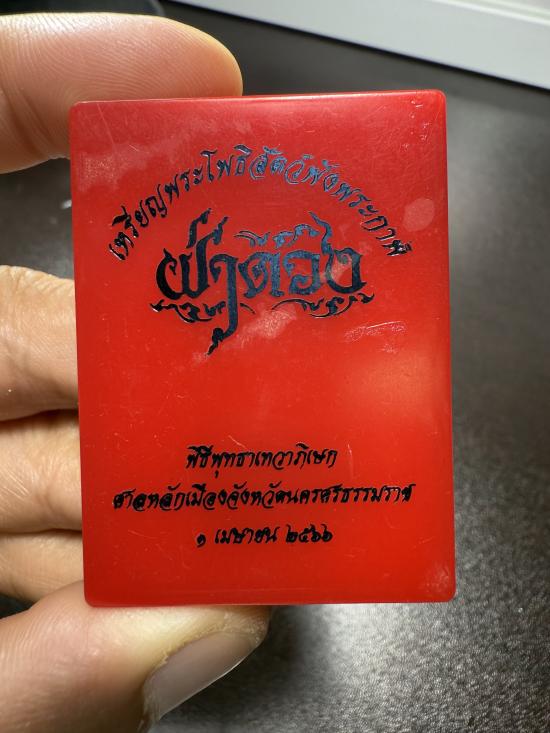 เหรียญพระโพธิสัตว์พังพระกาฬ
ฝ่าด้วง
พิธีพุทธาเทวาภิเษก
ศาลหลักเมืองจังหวัดนครศรีธรรมราช
๑ เมษายน ๒๕๖๖